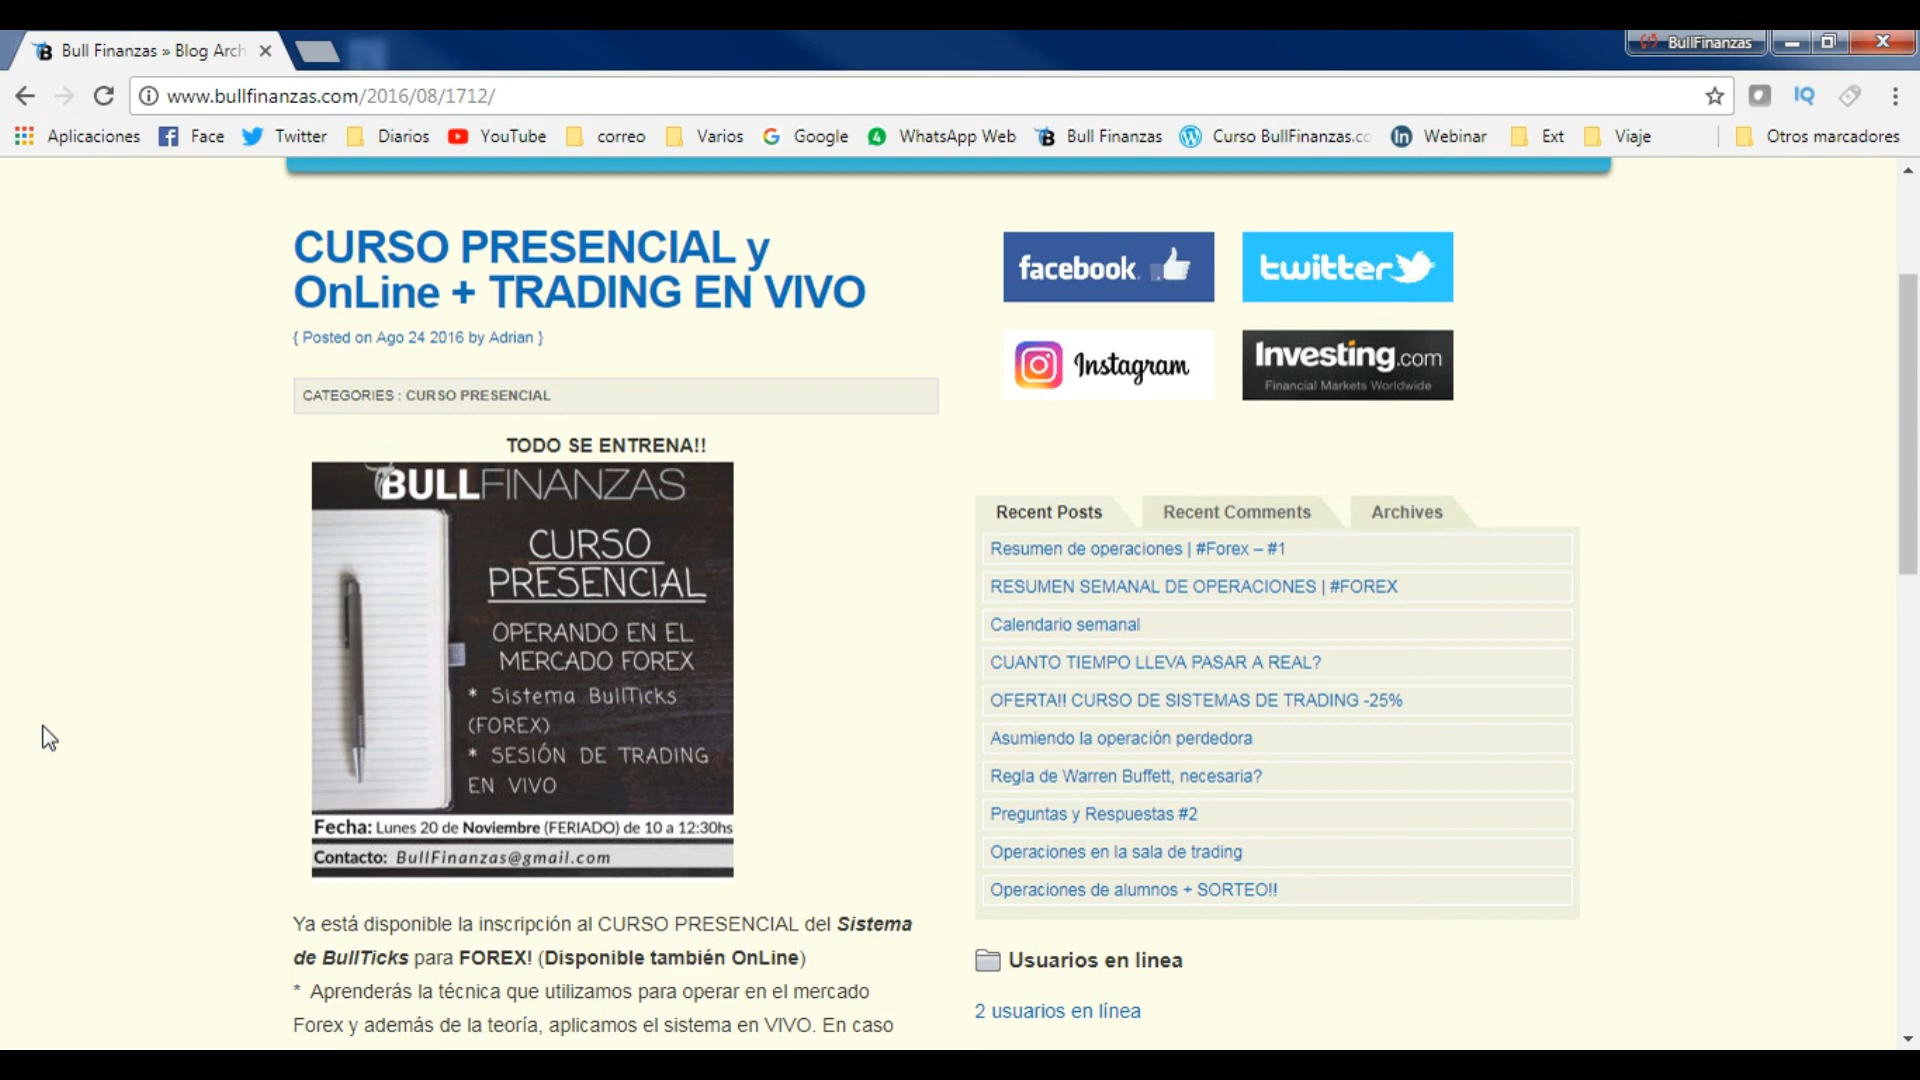 Bull Finanzas » Blog Arch
BullFinanzas
www.bullfinanzas.com/2016/08/1712/
IQ
Aplicaciones Face Twitter Diarios YouTube correo Varios Google WhatsApp Web Bull Finanzas Curso BullFinanzas.co Webinar Ext Viaje Otros marcadores
CURSO PRESENCIAL y
OnLine + TRADING EN VIVO
{ Posted on Ago 24 2016 by Adrian }
CATEGORIES : CURSO PRESENCIAL
TODO SE ENTRENA!!
BULLFINANZAS
CURSO
PRESENCIAL
OPERANDO EN EL
MERCADO FOREX
* Sistema BullTicks
(FOREX)
* SESIÓN DE TRADING
EN VIVO
Fecha: Lunes 20 de Noviembre (FERIADO) de 10 a 12:30hs
Contacto: BullFinanzas@gmail.com
Ya está disponible la inscripción al CURSO PRESENCIAL del Sistema
de BullTicks para FOREX! (Disponible también OnLine)
* Aprenderás la técnica que utilizamos para operar en el mercado
Forex y además de la teoría, aplicamos el sistema en VIVO. En caso
facebook
twitter
Instagram
Investing.com
Financial Markets Worldwide
Recent Posts Recent Comments Archives
Resumen de operaciones | #Forex – #1
RESUMEN SEMANAL DE OPERACIONES | #FOREX
Calendario semanal
CUANTO TIEMPO LLEVA PASAR A REAL?
OFERTA!! CURSO DE SISTEMAS DE TRADING -25%
Asumiendo la operación perdedora
Regla de Warren Buffett, necesaria?
Preguntas y Respuestas #2
Operaciones en la sala de trading
Operaciones de alumnos + SORTEO!!
Usuarios en linea
2 usuarios en línea